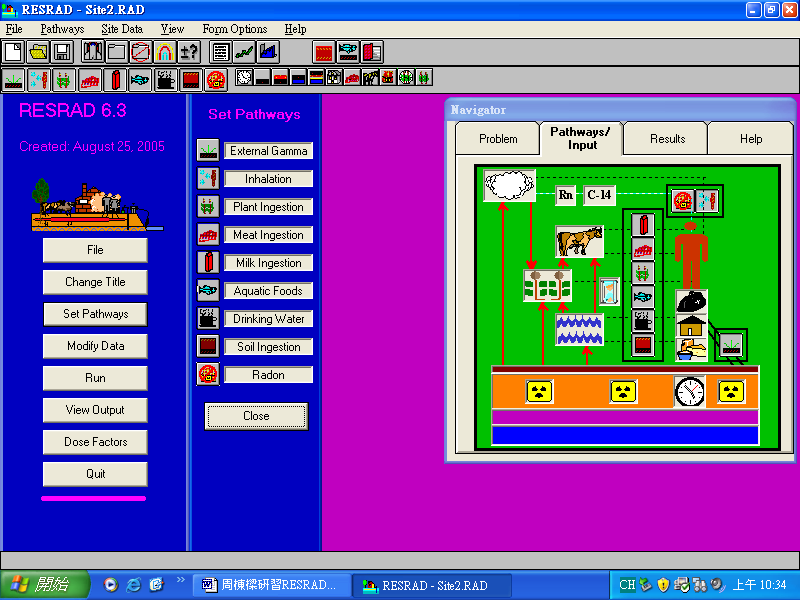 RESRAD - Site2.RAD
File Pathways Site Data View Form Options Help
±?
RESRAD 6.3
Created: August 25, 2005
File
Change Title
Set Pathways
Modify Data
Run
View Output
Dose Factors
Quit
Set Pathways
External Gamma
Inhalation
Plant Ingestion
Meat Ingestion
Milk Ingestion
Aquatic Foods
Drinking Water
Soil Ingestion
Radon
Close
Navigator
Problem
Pathways/
Input
Results
Help
Rn
C-14
開始
周棟樑研習RESRAD...
RESRAD - Site2.RAD
CH
上午 10:34